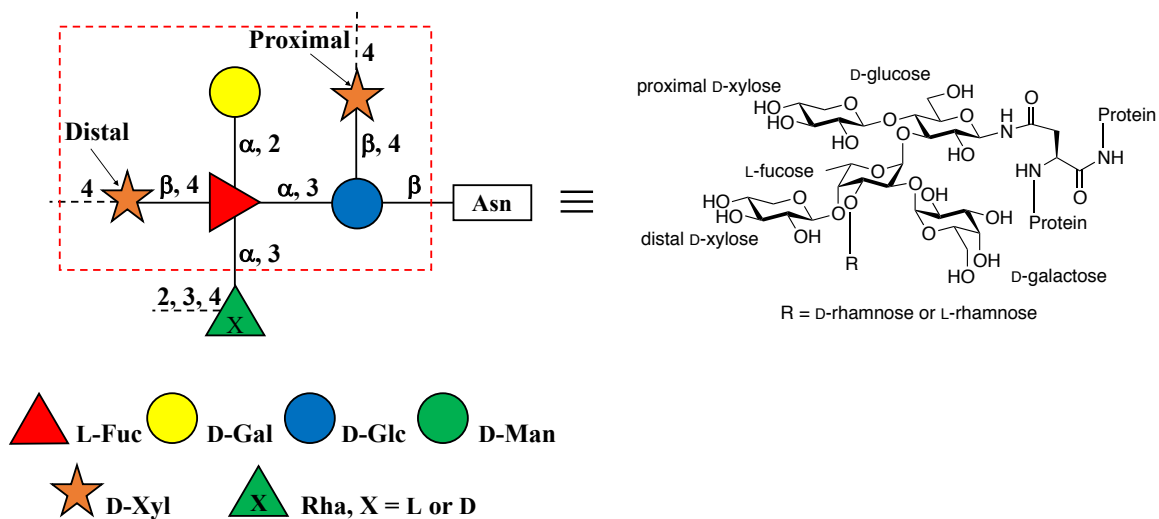 Proximal
4
Distal
α, 2
β, 4
4
β, 4
α, 3
β
Asn
α, 3
2, 3, 4
X
L-Fuc
D-Gal
D-Glc
D-Man
D-Xyl
X
Rha, X = L or D
proximal D-xylose
D-glucose
OH
HO
HO
HO
OH
O
O
O
HO
O
O
OH
H
N
O
Protein
NH
O
HN
Protein
L-fucose
O
O
HO
HO
HO
O
OH
O
O
O
R
OH
O
OH
OH
HO
distal D-xylose
D-galactose
R = D-rhamnose or L-rhamnose